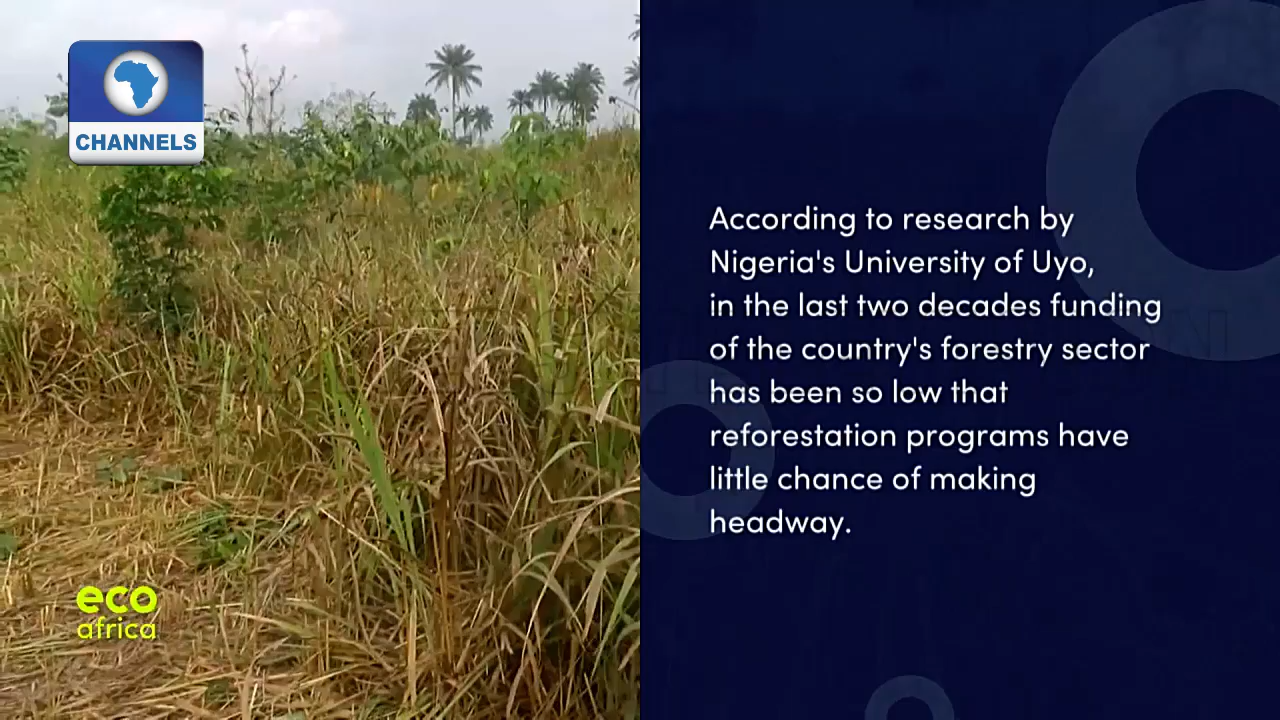 CHANNELS
According to research by
Nigeria's University of Uyo,
in the last two decades funding
of the country's forestry sector
has been so low that
reforestation programs have
little chance of making
headway.
eco
africa